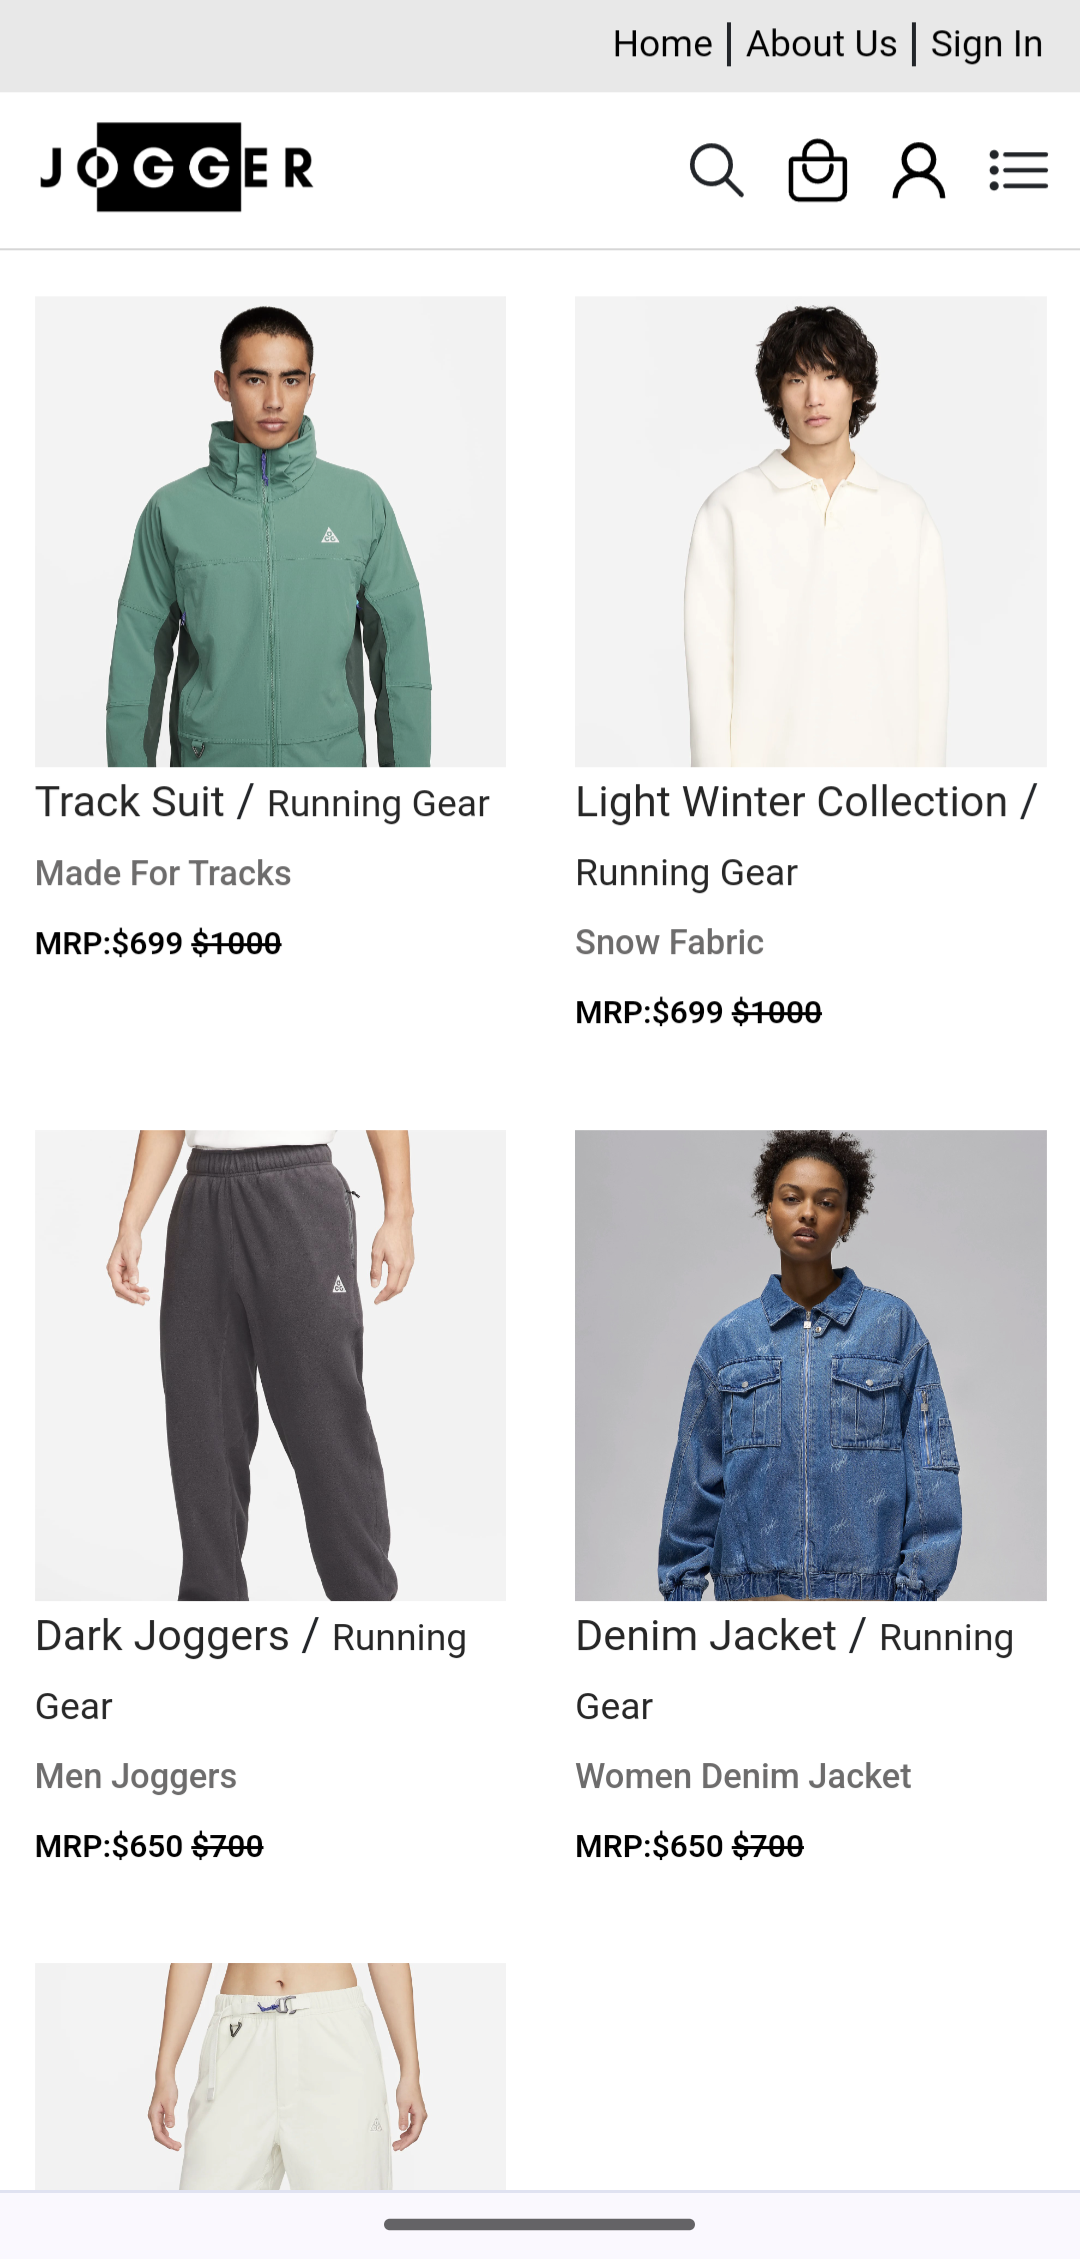 Home | About Us | Sign In
JOGGER
Track Suit / Running Gear
Made For Tracks
MRP:$699 $1000
Light Winter Collection /
Running Gear
Snow Fabric
MRP:$699 $1000
Dark Joggers / Running
Gear
Men Joggers
MRP:$650 $700
Denim Jacket / Running
Gear
Women Denim Jacket
MRP:$650 $700